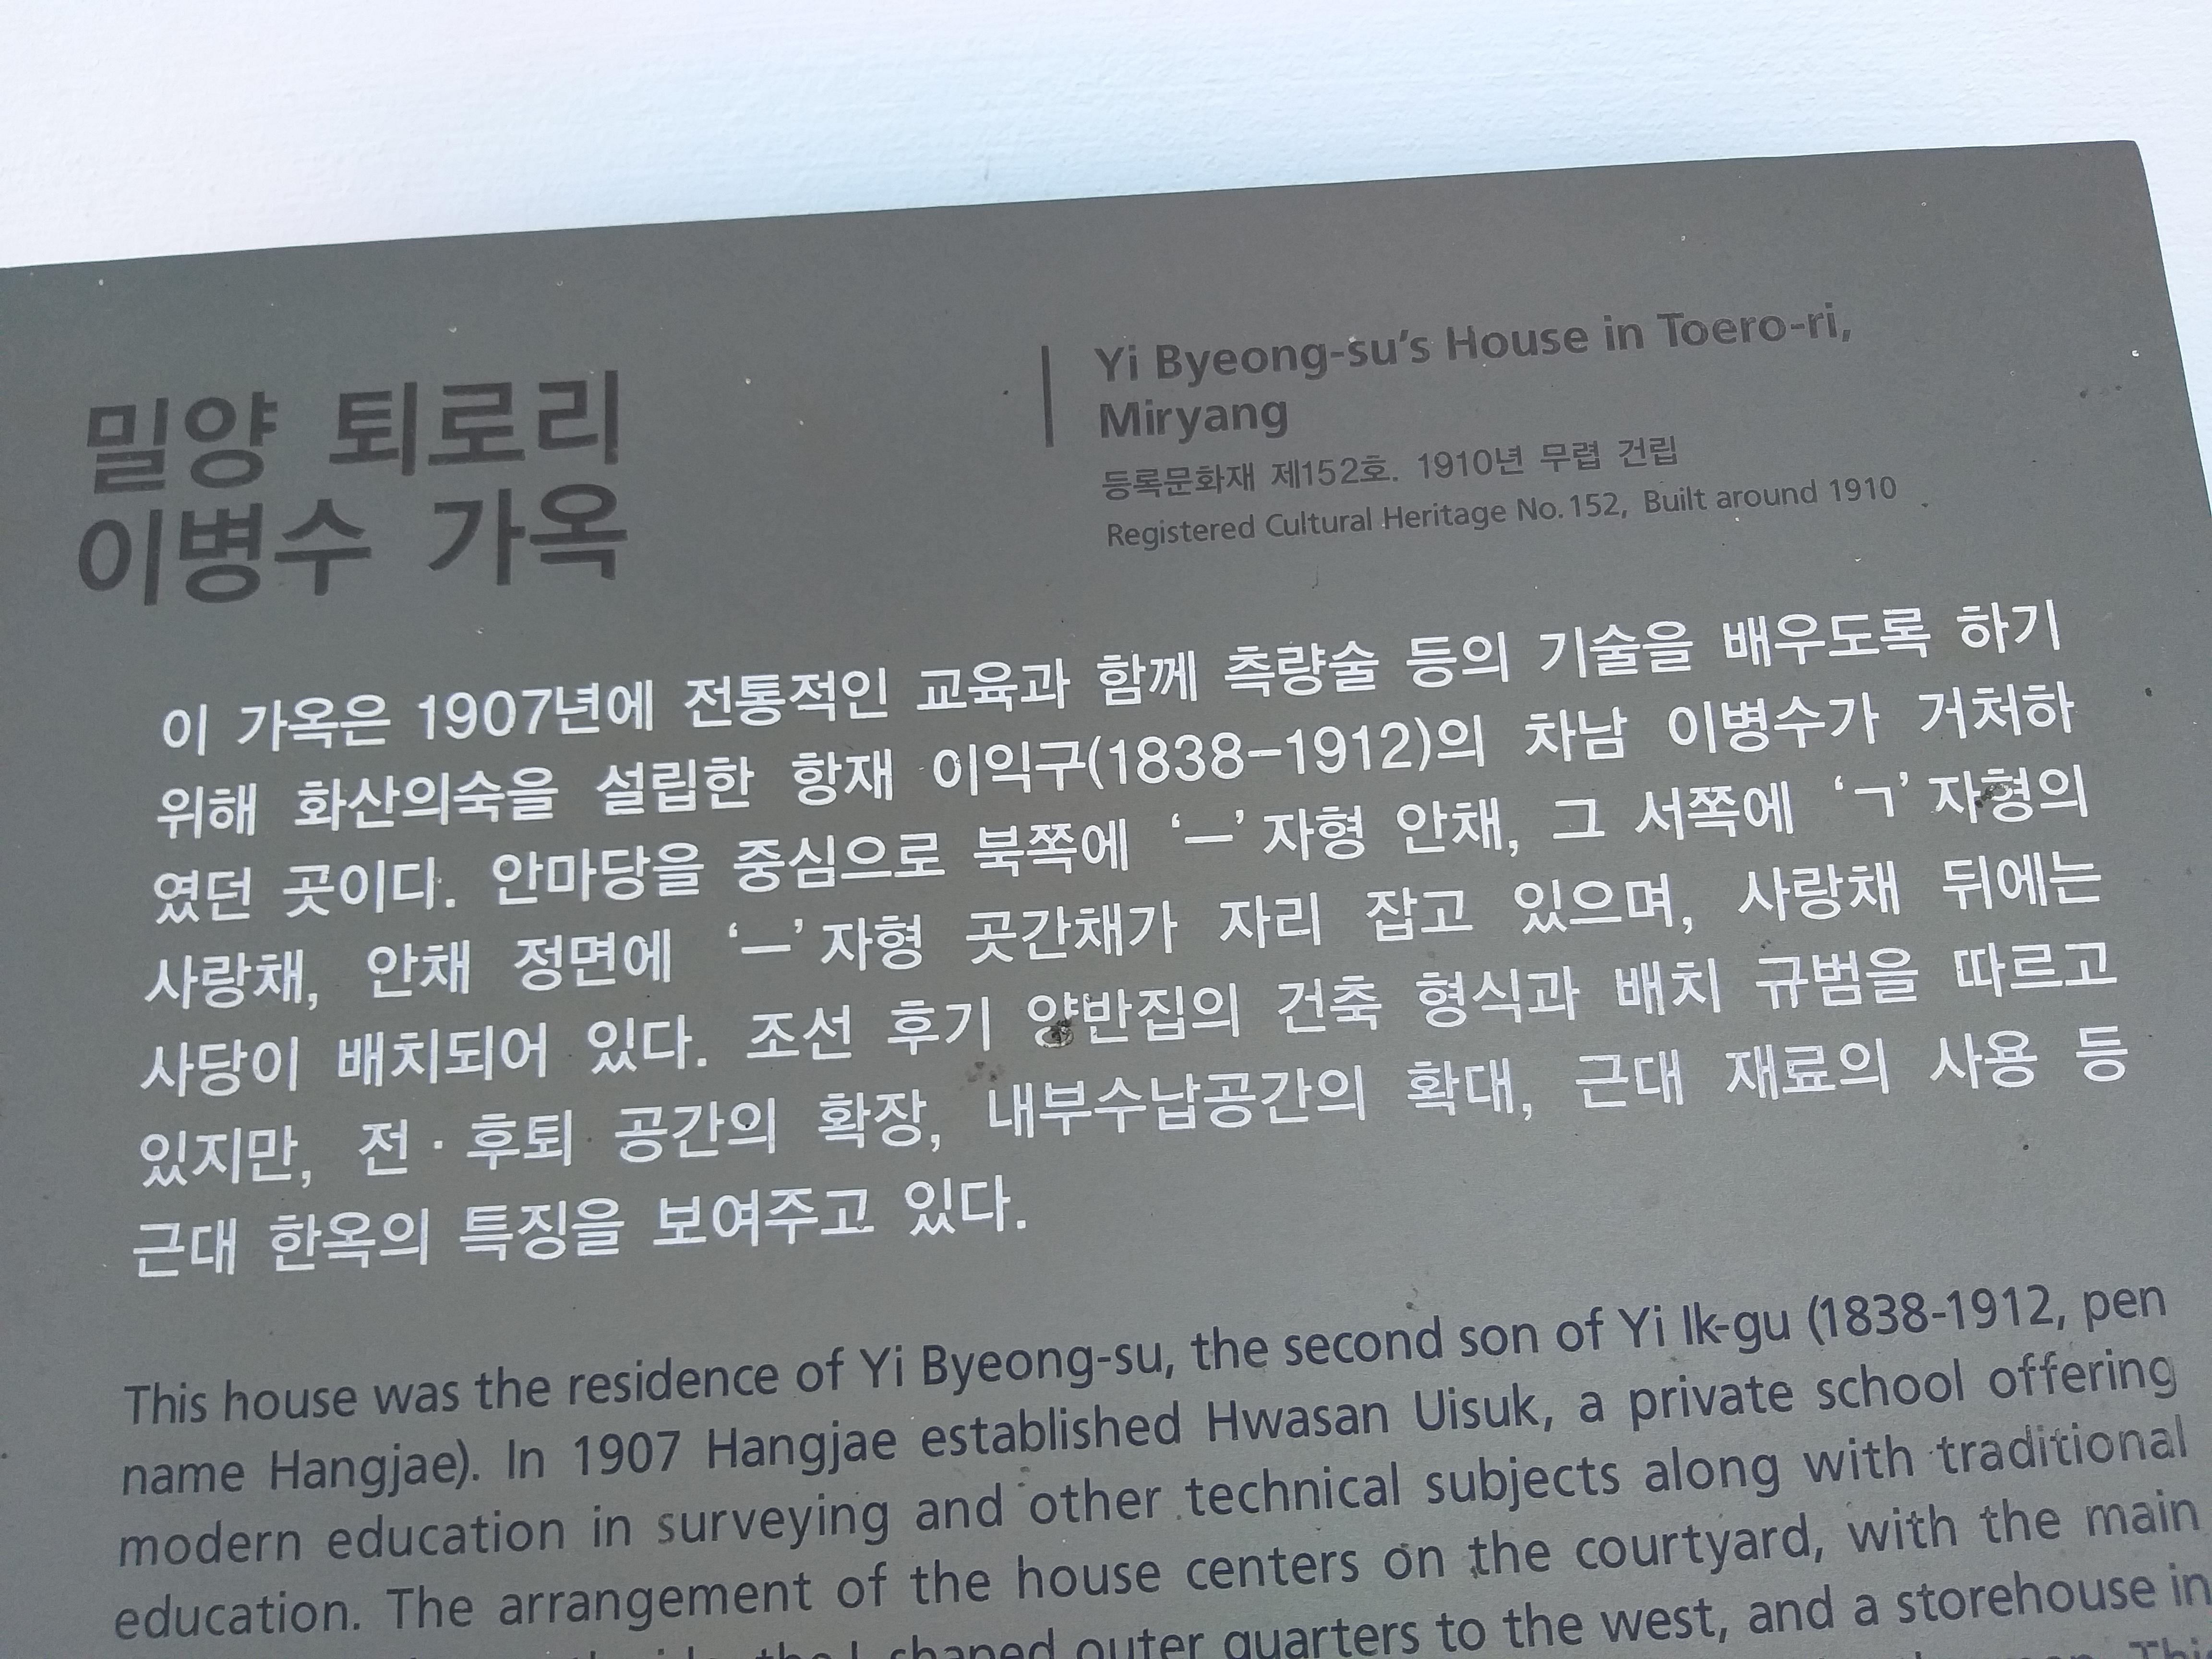 밀양 퇴로리
이병수 가옥
Yi Byeong-su's House in Toero-ri,
Miryang
등록문화재 제152호. 1910년 무렵 건립
Registered Cultural Heritage No.152, Built around 1910
이 가옥은 1907년에 전통적인 교육과 함께 측량술 등의 기술을 배우도록 하기
위해 화산의숙을 설립한 항재 이익구(1838-1912)의 차남 이병수가 거처하
였던 곳이다. 안마당을 중심으로 북쪽에 'ㅡ'자형 안채, 그 서쪽에 'ㄱ'자형의
사랑채, 안채 정면에 'ㅡ'자형 곳간채가 자리 잡고 있으며, 사랑채 뒤에는
사당이 배치되어 있다. 조선 후기 양반집의 건축 형식과 배치 규범을 따르고
있지만, 전·후퇴 공간의 확장, 내부수납공간의 확대, 근대 재료의 사용 등
근대 한옥의 특징을 보여주고 있다.
This house was the residence of Yi Byeong-su, the second son of Yi Ik-gu (1838-1912, pen
name Hangjae). In 1907 Hangjae established Hwasan Uisuk, a private school offering
modern education in surveying and other technical subjects along with traditional
education. The arrangement of the house centers on the courtyard, with the main
the L-shaped outer quarters to the west, and a storehouse in